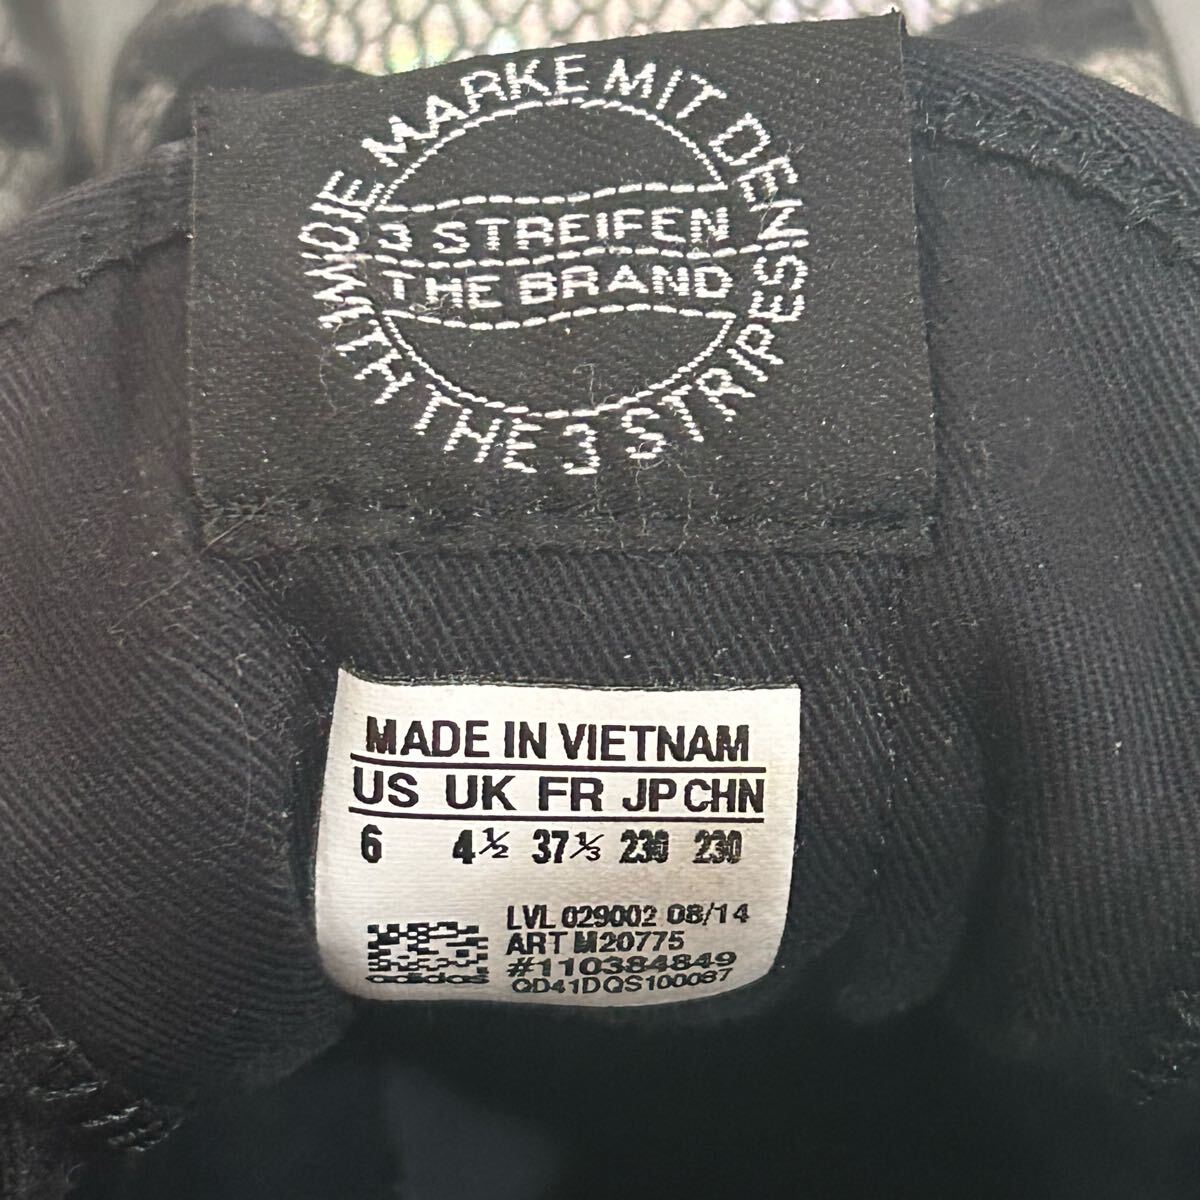 DIE MARKE MIT DEN
3 STREIFEN
THE BRAND
WITH THE 3 STRIPES
MADE IN VIETNAM
US UK FR JP CHN
6 4½ 37⅓ 230 230
LVL 029002 08/14
ART M20775
#110384849
QD41DQS100087
adidas